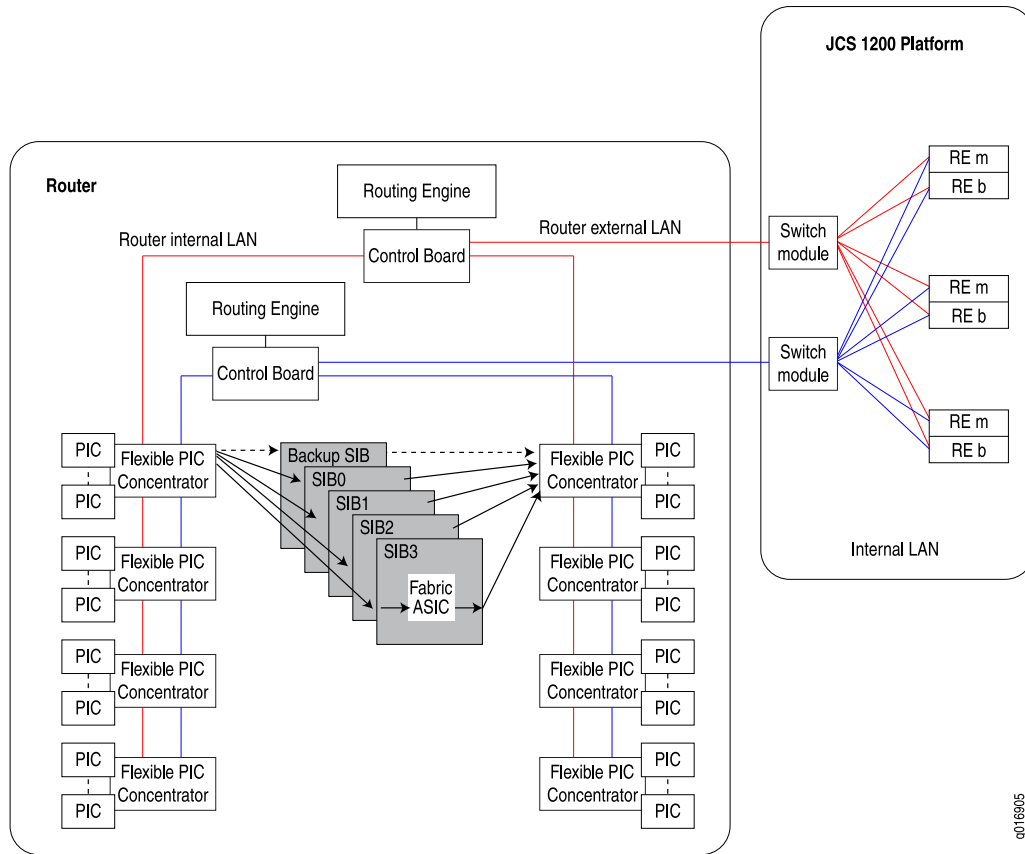 JCS 1200 Platform
RE m
RE b
Switch
module
RE m
RE b
Switch
module
RE m
RE b
Internal LAN
Router
Routing Engine
Router internal LAN
Router external LAN
Control Board
Routing Engine
Control Board
PIC
PIC
Flexible PIC
Concentrator
Backup SIB
SIB0
SIB1
SIB2
SIB3
Fabric
ASIC
Flexible PIC
Concentrator
PIC
PIC
PIC
PIC
Flexible PIC
Concentrator
Flexible PIC
Concentrator
PIC
PIC
PIC
PIC
Flexible PIC
Concentrator
Flexible PIC
Concentrator
PIC
PIC
PIC
PIC
Flexible PIC
Concentrator
Flexible PIC
Concentrator
PIC
PIC
g016905